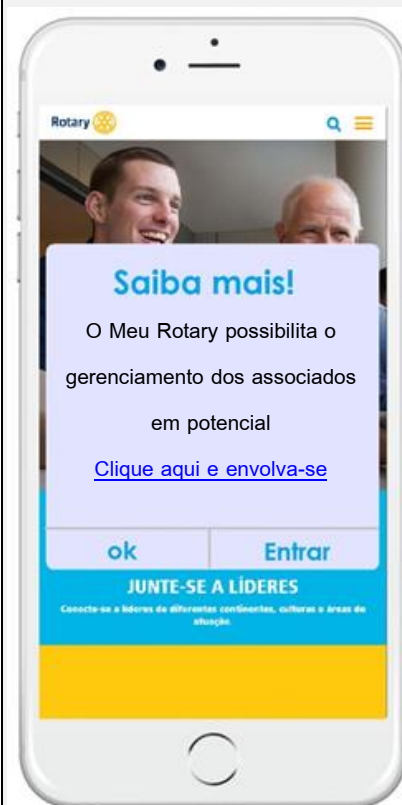 Rotary
Saiba mais!
O Meu Rotary possibilita o
gerenciamento dos associados
em potencial
Clique aqui e envolva-se
ok
Entrar
JUNTE-SE A LÍDERES
Conecte-se a líderes de diferentes continentes, culturas e áreas de
atuação.